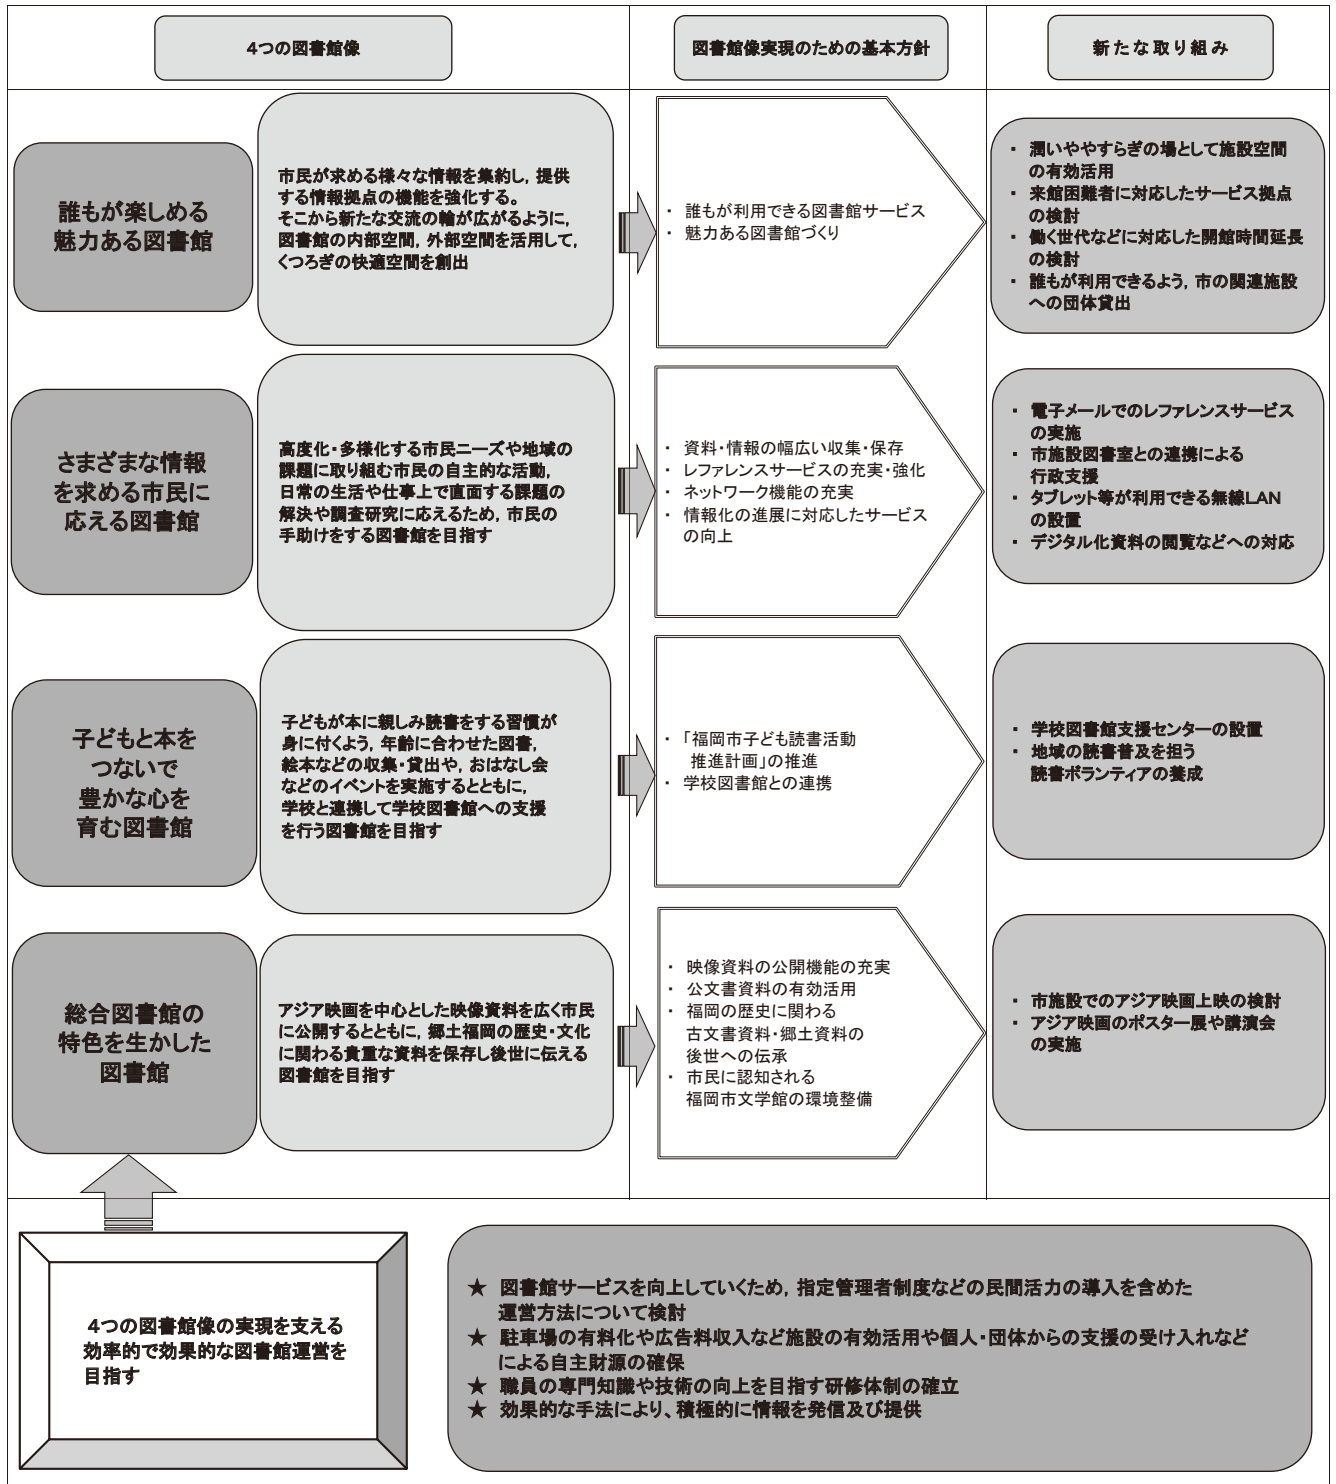 4つの図書館像
図書館像実現のための基本方針
新たな取り組み
誰もが楽しめる
魅力ある図書館
市民が求める様々な情報を集約し，提供
する情報拠点の機能を強化する。
そこから新たな交流の輪が広がるように，
図書館の内部空間，外部空間を活用して，
くつろぎの快適空間を創出
・ 誰もが利用できる図書館サービス
・ 魅力ある図書館づくり
・ 潤いややすらぎの場として施設空間
の有効活用
・ 来館困難者に対応したサービス拠点
の検討
・ 働く世代などに対応した開館時間延長
の検討
・ 誰もが利用できるよう，市の関連施設
への団体貸出
さまざまな情報
を求める市民に
応える図書館
高度化・多様化する市民ニーズや地域の
課題に取り組む市民の自主的な活動，
日常の生活や仕事上で直面する課題の
解決や調査研究に応えるため，市民の
手助けをする図書館を目指す
・ 資料・情報の幅広い収集・保存
・ レファレンスサービスの充実・強化
・ ネットワーク機能の充実
・ 情報化の進展に対応したサービス
の向上
・ 電子メールでのレファレンスサービス
の実施
・ 市施設図書室との連携による
行政支援
・ タブレット等が利用できる無線LAN
の設置
・ デジタル化資料の閲覧などへの対応
子どもと本を
つないで
豊かな心を
育む図書館
子どもが本に親しみ読書をする習慣が
身に付くよう，年齢に合わせた図書，
絵本などの収集・貸出や，おはなし会
などのイベントを実施するとともに，
学校と連携して学校図書館への支援
を行う図書館を目指す
・ 「福岡市子ども読書活動
推進計画」の推進
・ 学校図書館との連携
・ 学校図書館支援センターの設置
・ 地域の読書普及を担う
読書ボランティアの養成
総合図書館の
特色を生かした
図書館
アジア映画を中心とした映像資料を広く市民
に公開するとともに，郷土福岡の歴史・文化
に関わる貴重な資料を保存し後世に伝える
図書館を目指す
・ 映像資料の公開機能の充実
・ 公文書資料の有効活用
・ 福岡の歴史に関わる
古文書資料・郷土資料の
後世への伝承
・ 市民に認知される
福岡市文学館の環境整備
・ 市施設でのアジア映画上映の検討
・ アジア映画のポスター展や講演会
の実施
4つの図書館像の実現を支える
効率的で効果的な図書館運営を
目指す
★ 図書館サービスを向上していくため，指定管理者制度などの民間活力の導入を含めた
運営方法について検討
★ 駐車場の有料化や広告料収入など施設の有効活用や個人・団体からの支援の受け入れなど
による自主財源の確保
★ 職員の専門知識や技術の向上を目指す研修体制の確立
★ 効果的な手法により、積極的に情報を発信及び提供